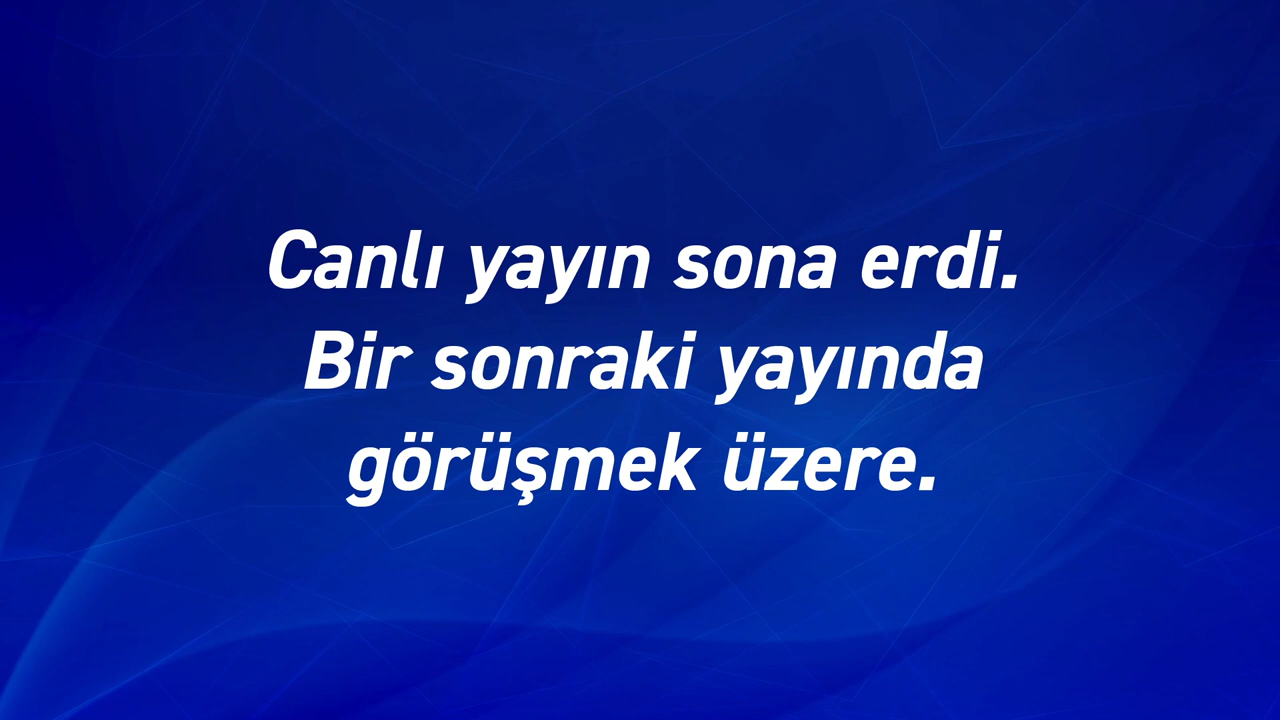 Canlı yayın sona erdi.
Bir sonraki yayında
görüşmek üzere.